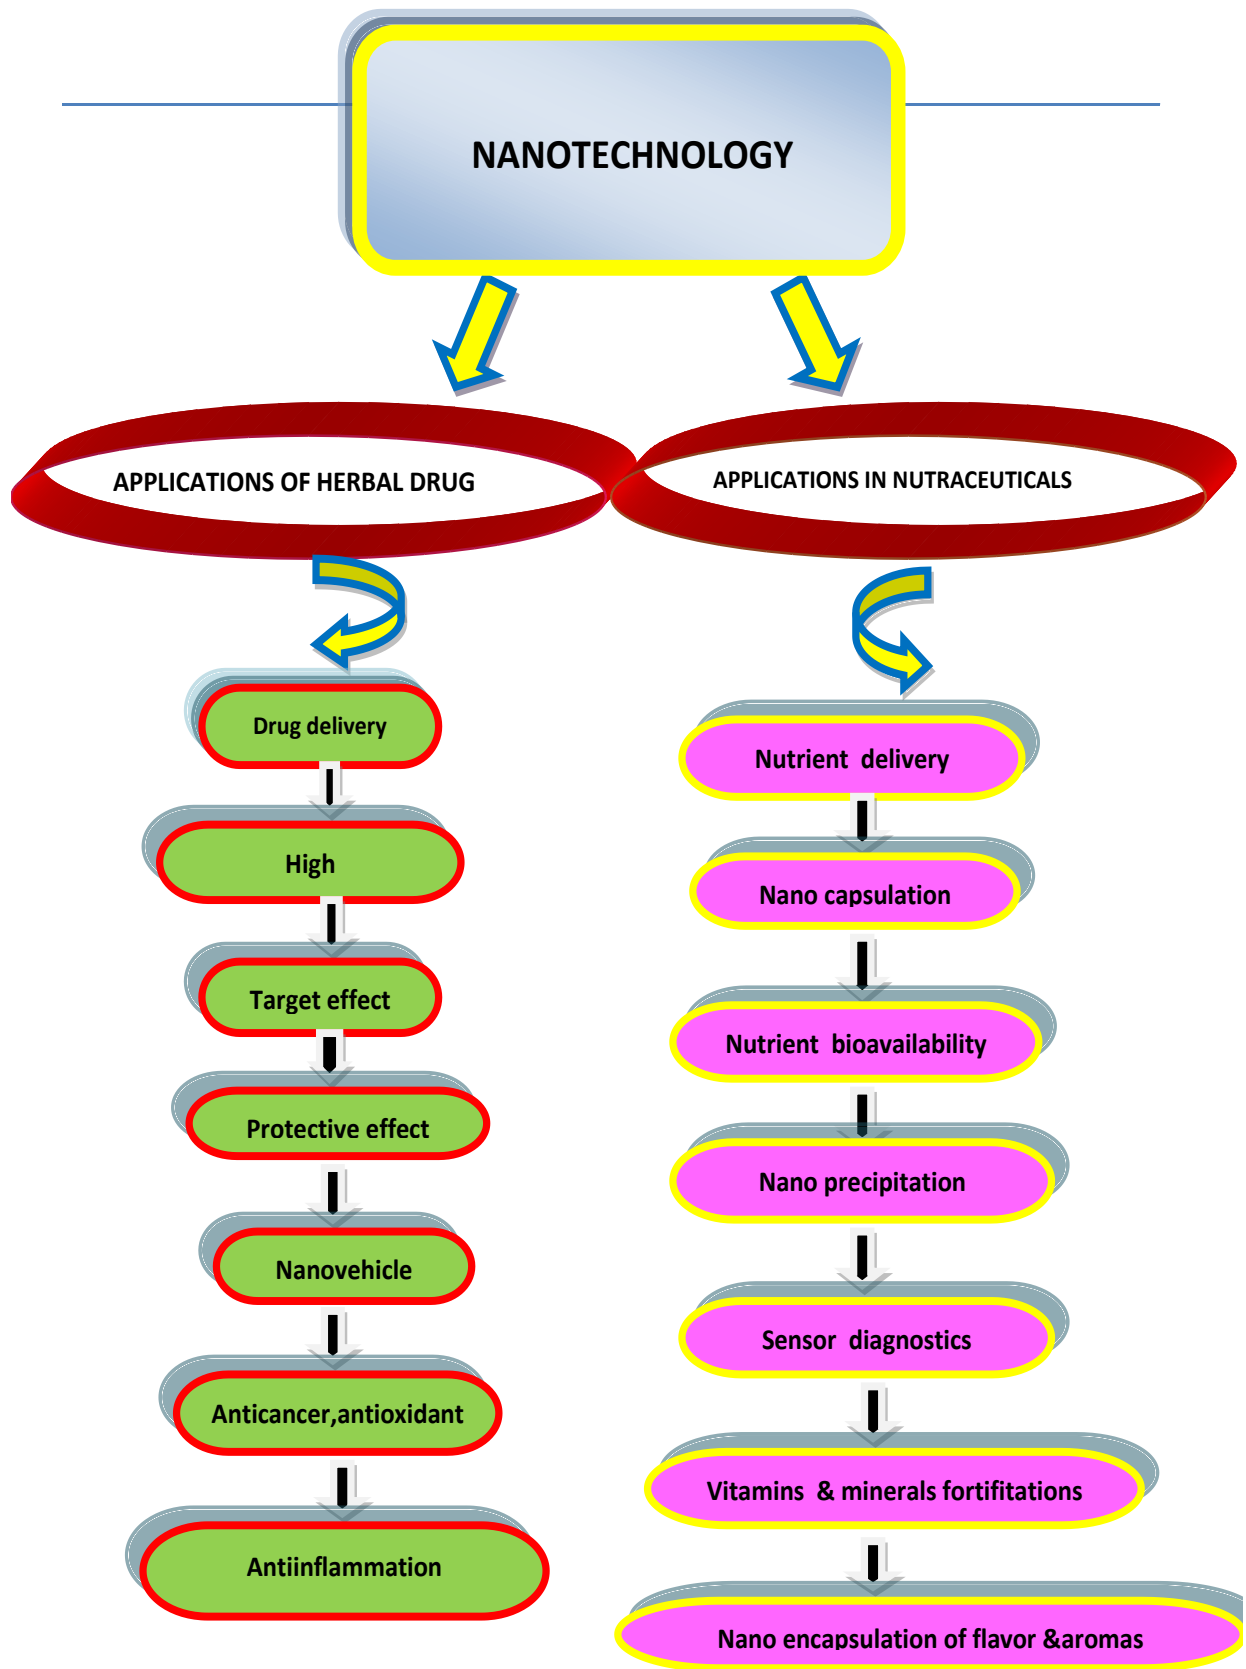 NANOTECHNOLOGY
APPLICATIONS OF HERBAL DRUG
APPLICATIONS IN NUTRACEUTICALS
Drug delivery
High
Target effect
Protective effect
Nanovehicle
Anticancer,antioxidant
Antiinflammation
Nutrient delivery
Nano capsulation
Nutrient bioavailability
Nano precipitation
Sensor diagnostics
Vitamins & minerals fortifitations
Nano encapsulation of flavor &aromas